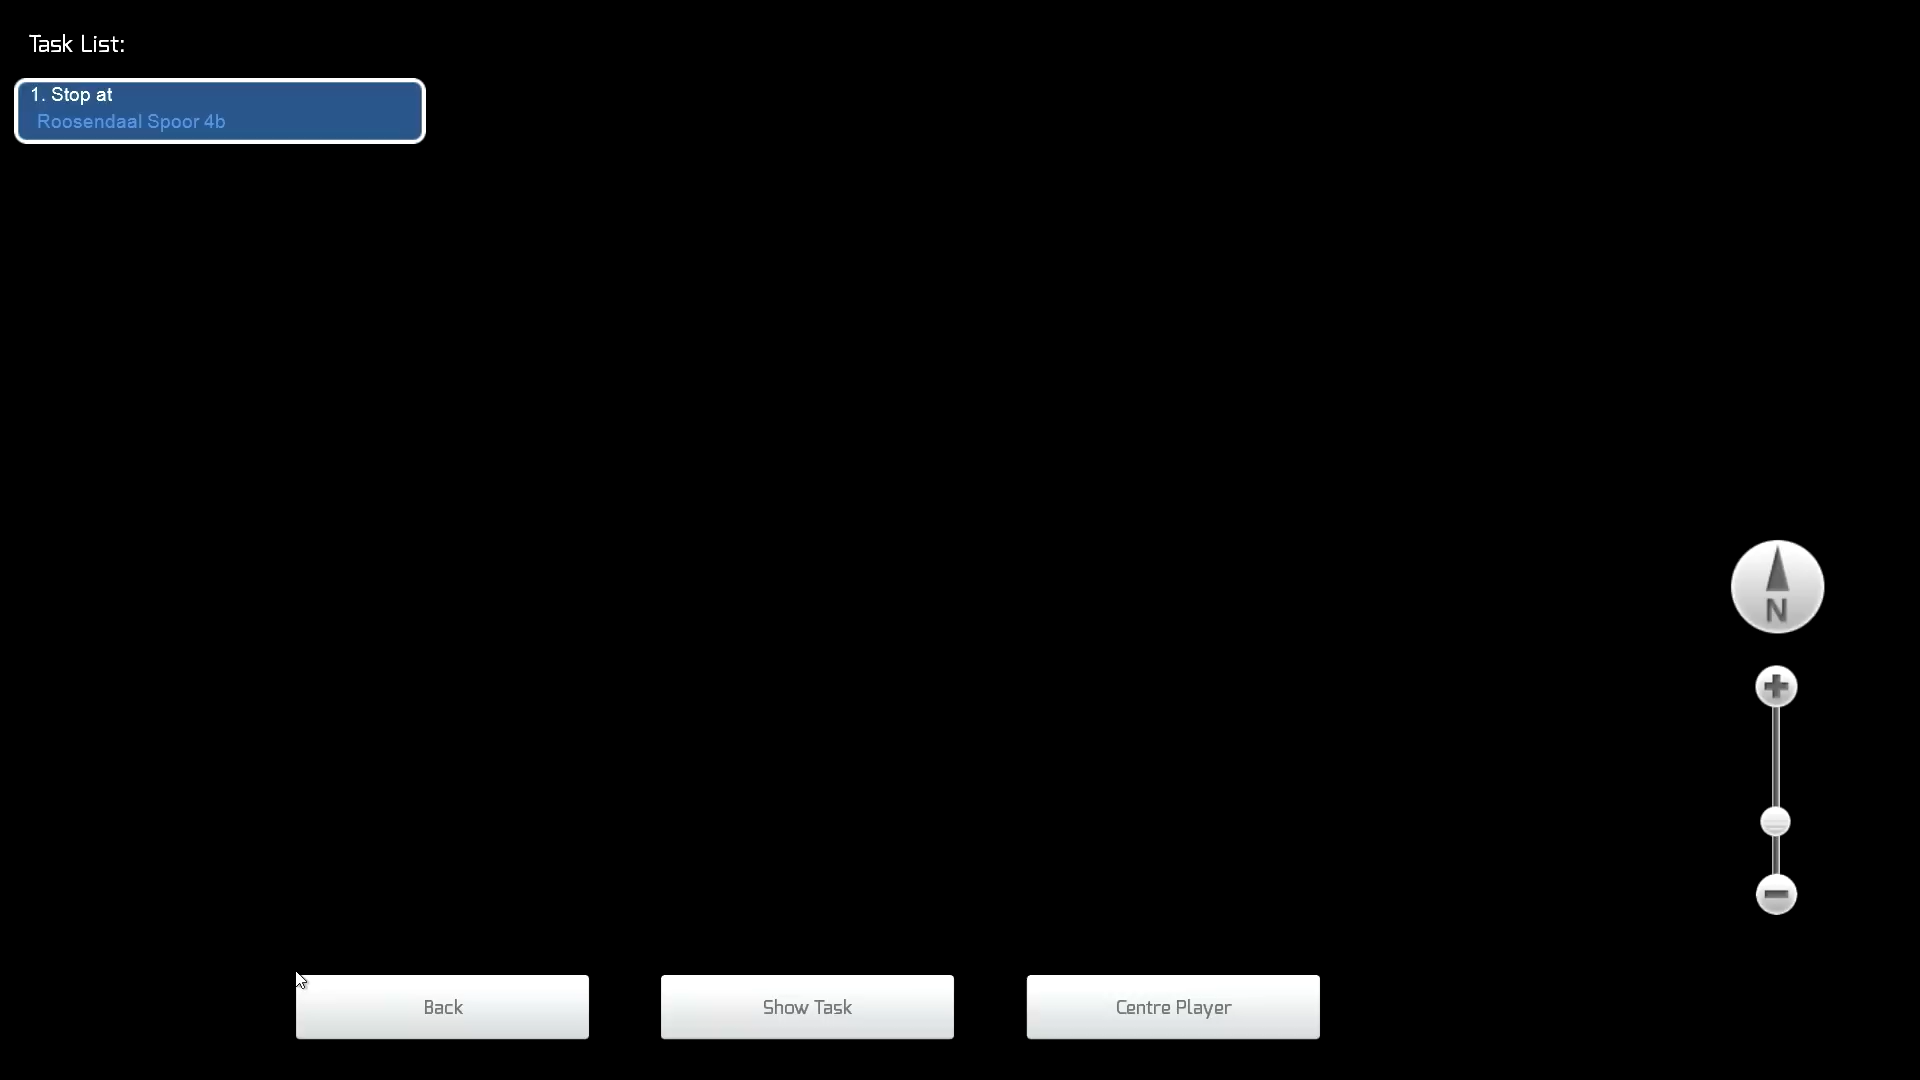 Task List:
1. Stop at
Roosendaal Spoor 4b
N
Back
Show Task
Centre Player